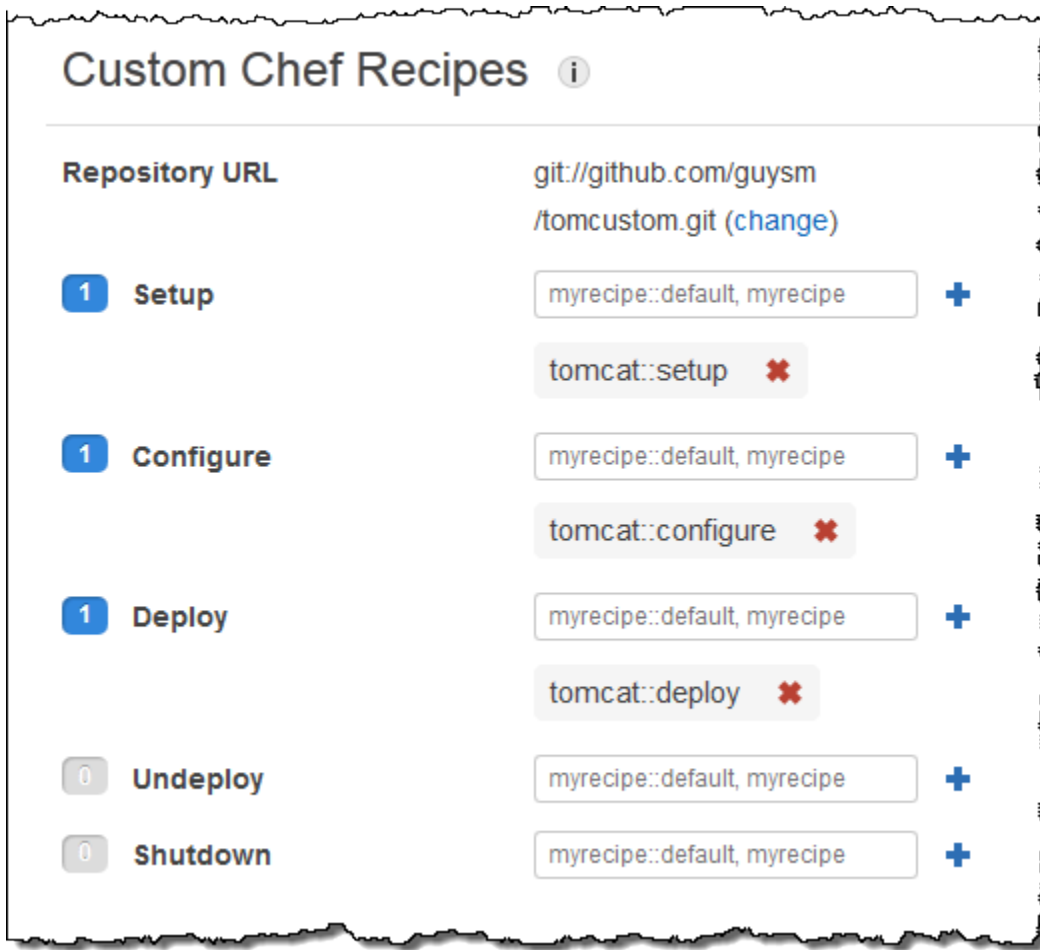 Custom Chef Recipes i
Repository URL git://github.com/guysm
/tomcustom.git (change)
1 Setup myrecipe::default, myrecipe
tomcat::setup
1 Configure myrecipe::default, myrecipe
tomcat::configure
1 Deploy myrecipe::default, myrecipe
tomcat::deploy
0 Undeploy myrecipe::default, myrecipe
0 Shutdown myrecipe::default, myrecipe